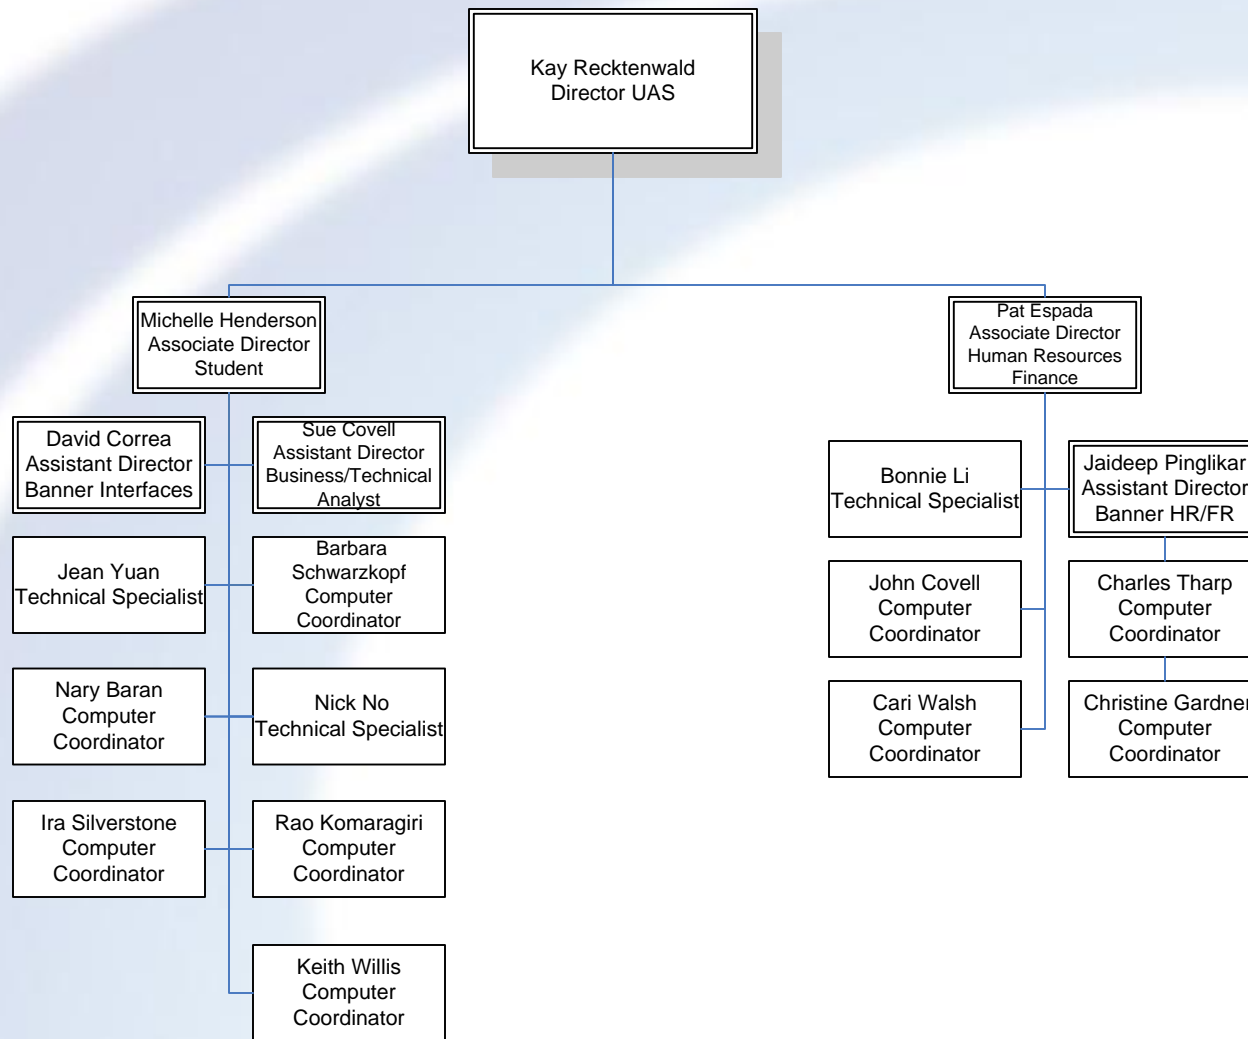 Kay Recktenwald
Director UAS
Michelle Henderson
Associate Director
Student
Pat Espada
Associate Director
Human Resources
Finance
David Correa
Assistant Director
Banner Interfaces
Sue Covell
Assistant Director
Business/Technical
Analyst
Bonnie Li
Technical Specialist
Jaideep Pinglikar
Assistant Director
Banner HR/FR
Jean Yuan
Technical Specialist
Barbara
Schwarzkopf
Computer
Coordinator
John Covell
Computer
Coordinator
Charles Tharp
Computer
Coordinator
Nary Baran
Computer
Coordinator
Nick No
Technical Specialist
Cari Walsh
Computer
Coordinator
Christine Gardner
Computer
Coordinator
Ira Silverstone
Computer
Coordinator
Rao Komaragiri
Computer
Coordinator
Keith Willis
Computer
Coordinator